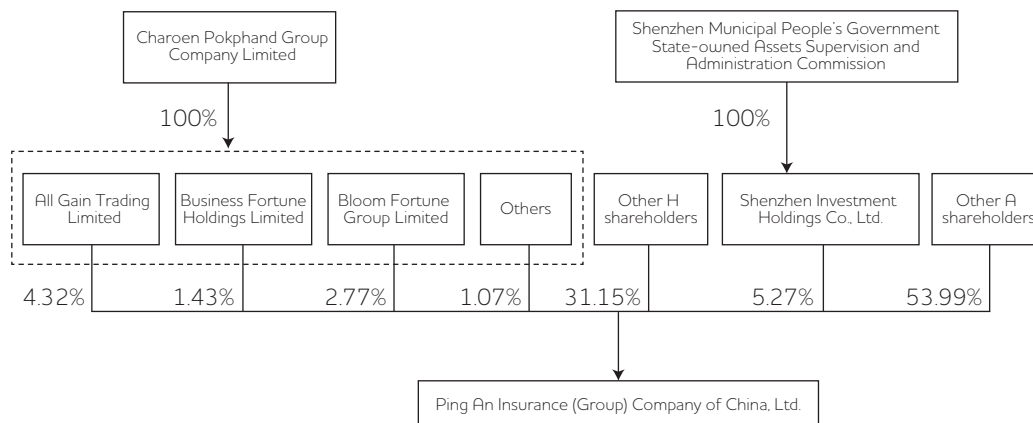 Charoen Pokphand Group
Company Limited
Shenzhen Municipal People's Government
State-owned Assets Supervision and
Administration Commission
100%
100%
All Gain Trading
Limited
Business Fortune
Holdings Limited
Bloom Fortune
Group Limited
Others
Other H
shareholders
Shenzhen Investment
Holdings Co., Ltd.
Other A
shareholders
4.32%
1.43%
2.77%
1.07%
31.15%
5.27%
53.99%
Ping An Insurance (Group) Company of China, Ltd.